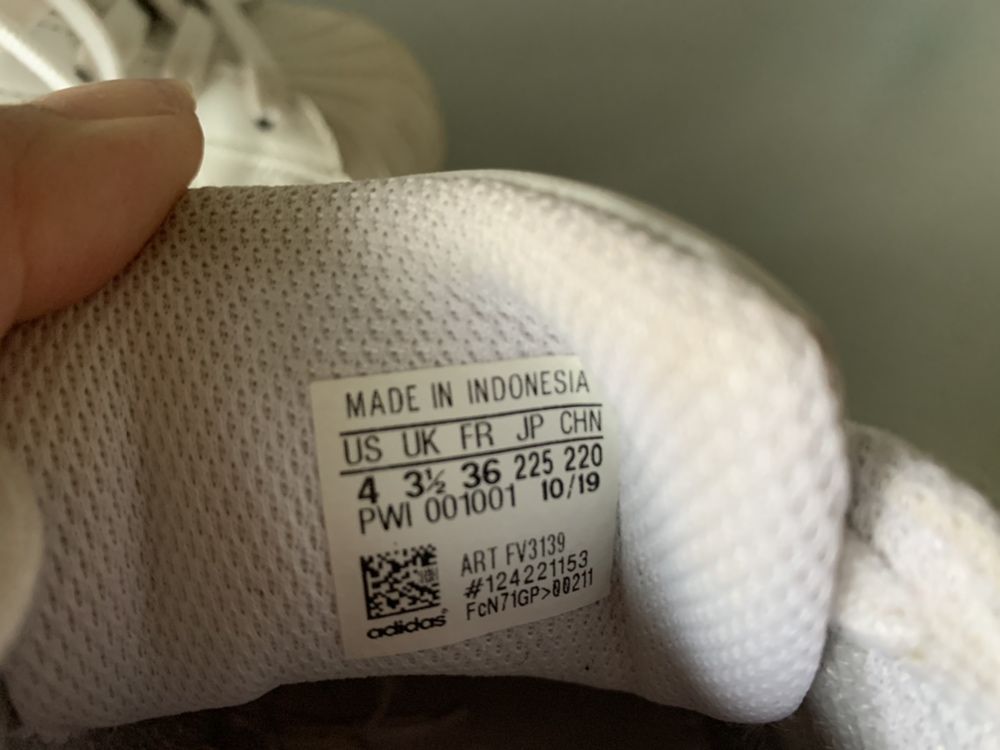 MADE IN INDONESIA
US UK FR JP CHN
4 3½ 36 225 220
PWI 001001 10/19
ART FV3139
#124221153
FcN71GP>00211
adidas